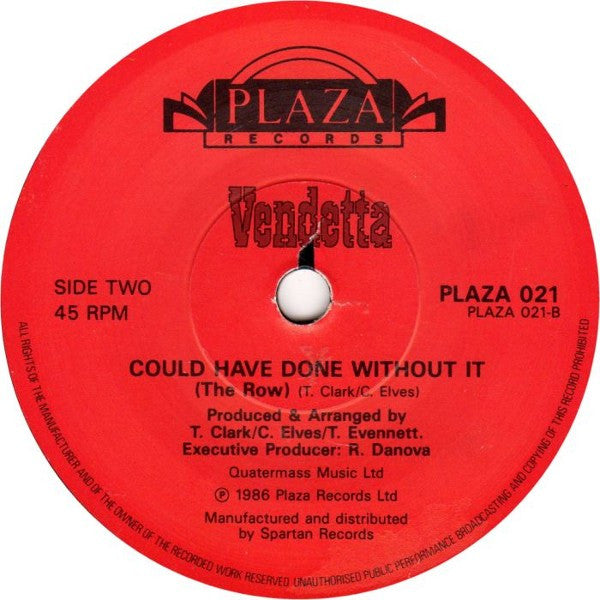 PLAZA
RECORDS
Vendetta
SIDE TWO
45 RPM
PLAZA 021
PLAZA 021-B
COULD HAVE DONE WITHOUT IT
(The Row) (T. Clark/C. Elves)
Produced & Arranged by
T. Clark/C. Elves/T. Evennett.
Executive Producer: R. Danova
Quatermass Music Ltd
Ⓟ 1986 Plaza Records Ltd
Manufactured and distributed
by Spartan Records
ALL RIGHTS OF THE MANUFACTURER AND OF THE OWNER OF THE RECORDED WORK RESERVED UNAUTHORISED PUBLIC PERFORMANCE BROADCASTING AND COPYING OF THIS RECORD PROHIBITED